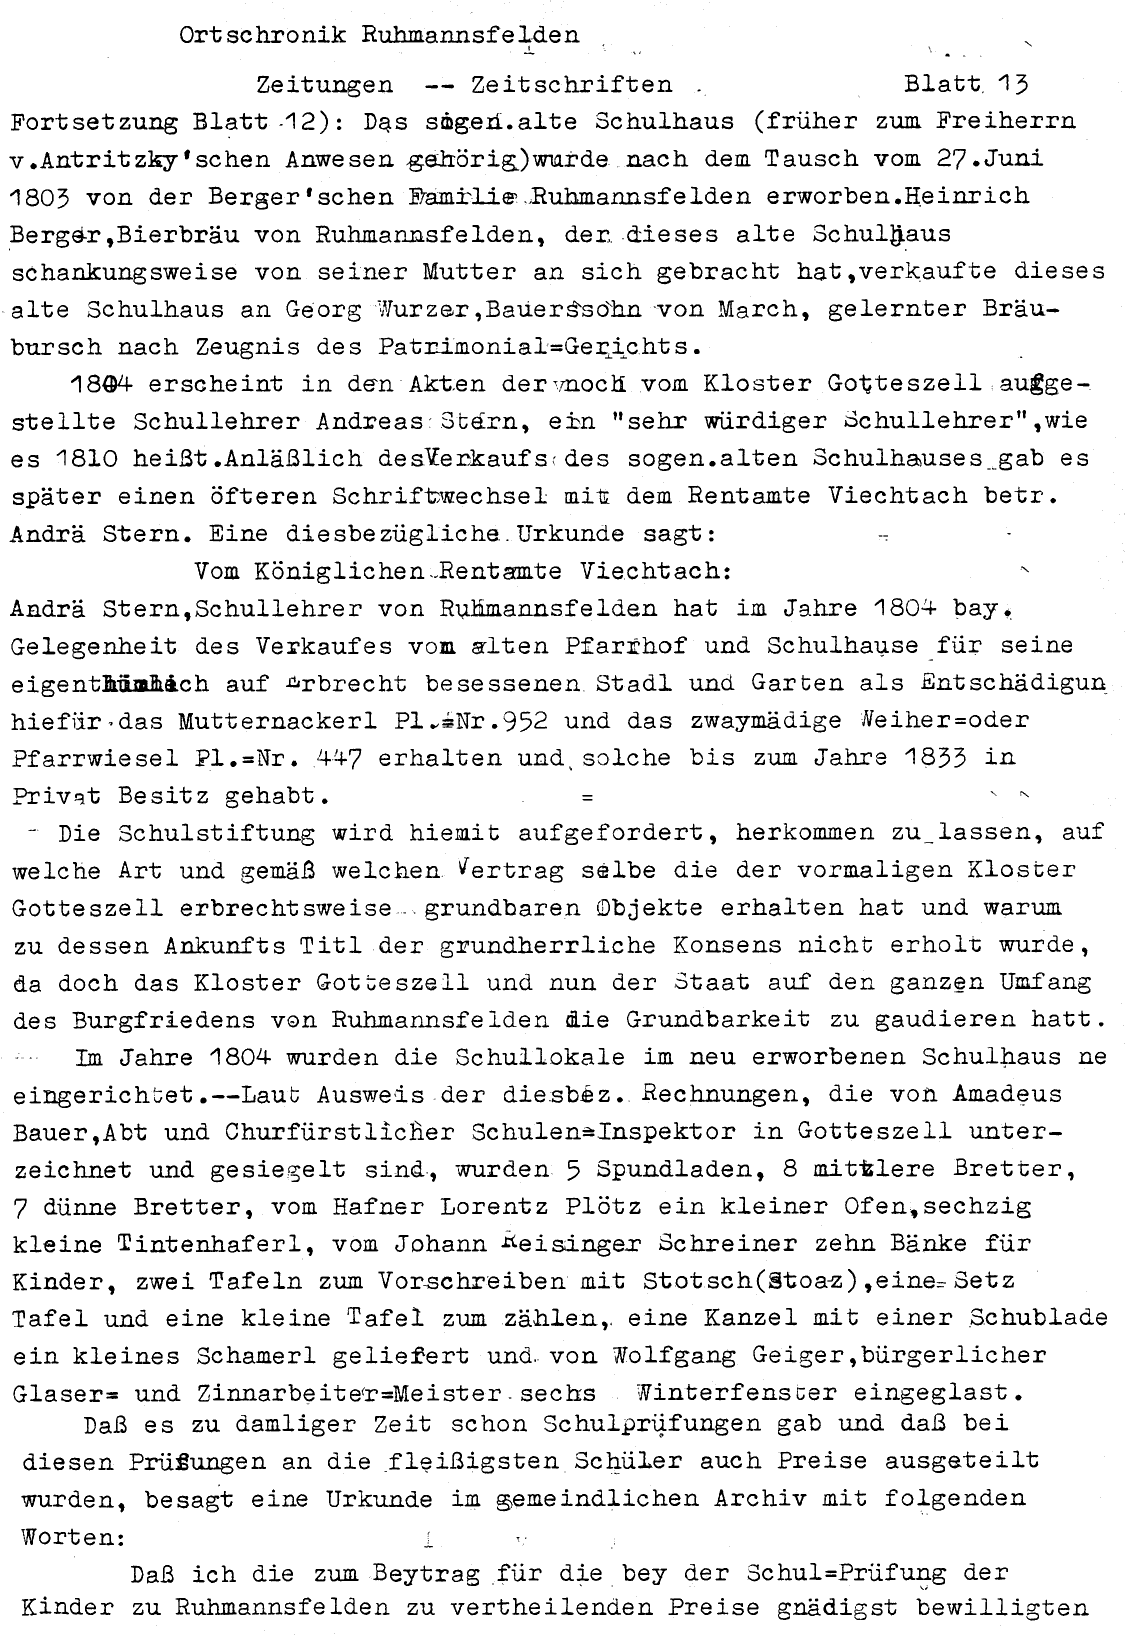 Ortschronik Ruhmannsfelden
Zeitungen -- Zeitschriften Blatt 13
Fortsetzung Blatt 12): Das sogen.alte Schulhaus (früher zum Freiherrn
v.Antritzky'schen Anwesen gehörig)wurde nach dem Tausch vom 27.Juni
1803 von der Berger'schen Familie Ruhmannsfelden erworben.Heinrich
Berger,Bierbräu von Ruhmannsfelden, der dieses alte Schulhaus
schankungsweise von seiner Mutter an sich gebracht hat,verkaufte dieses
alte Schulhaus an Georg Wurzer,Bauerssohn von March, gelernter Bräu-
bursch nach Zeugnis des Patrimonial=Gerichts.
1804 erscheint in den Akten der noch vom Kloster Gotteszell aufge-
stellte Schullehrer Andreas Stern, ein "sehr würdiger Schullehrer",wie
es 1810 heißt.Anläßlich desVerkaufs des sogen.alten Schulhauses gab es
später einen öfteren Schriftwechsel mit dem Rentamte Viechtach betr.
Andrä Stern. Eine diesbezügliche Urkunde sagt:
Vom Königlichen Rentamte Viechtach:
Andrä Stern,Schullehrer von Ruhmannsfelden hat im Jahre 1804 bay.
Gelegenheit des Verkaufes vom alten Pfarrhof und Schulhause für seine
eigenthümlich auf Erbrecht besessenen Stadl und Garten als Entschädigun
hiefür das Mutternackerl Pl.=Nr.952 und das zwaymädige Weiher=oder
Pfarrwiesel Pl.=Nr. 447 erhalten und solche bis zum Jahre 1833 in
Privat Besitz gehabt. =
Die Schulstiftung wird hiemit aufgefordert, herkommen zu lassen, auf
welche Art und gemäß welchen Vertrag selbe die der vormaligen Kloster
Gotteszell erbrechtsweise grundbaren Objekte erhalten hat und warum
zu dessen Ankunfts Titl der grundherrliche Konsens nicht erholt wurde,
da doch das Kloster Gotteszell und nun der Staat auf den ganzen Umfang
des Burgfriedens von Ruhmannsfelden die Grundbarkeit zu gaudieren hatt.
Im Jahre 1804 wurden die Schullokale im neu erworbenen Schulhaus ne
eingerichtet.--Laut Ausweis der diesbez. Rechnungen, die von Amadeus
Bauer,Abt und Churfürstlicher Schulen=Inspektor in Gotteszell unter-
zeichnet und gesiegelt sind, wurden 5 Spundladen, 8 mittlere Bretter,
7 dünne Bretter, vom Hafner Lorentz Plötz ein kleiner Ofen,sechzig
kleine Tintenhaferl, vom Johann Reisinger Schreiner zehn Bänke für
Kinder, zwei Tafeln zum Vorschreiben mit Stotsch(Stoaz),eine Setz
Tafel und eine kleine Tafel zum zählen, eine Kanzel mit einer Schublade
ein kleines Schamerl geliefert und von Wolfgang Geiger,bürgerlicher
Glaser= und Zinnarbeiter=Meister sechs Winterfenster eingeglast.
Daß es zu damliger Zeit schon Schulprüfungen gab und daß bei
diesen Prüfungen an die fleißigsten Schüler auch Preise ausgeteilt
wurden, besagt eine Urkunde im gemeindlichen Archiv mit folgenden
Worten:
Daß ich die zum Beytrag für die bey der Schul=Prüfung der
Kinder zu Ruhmannsfelden zu vertheilenden Preise gnädigst bewilligten